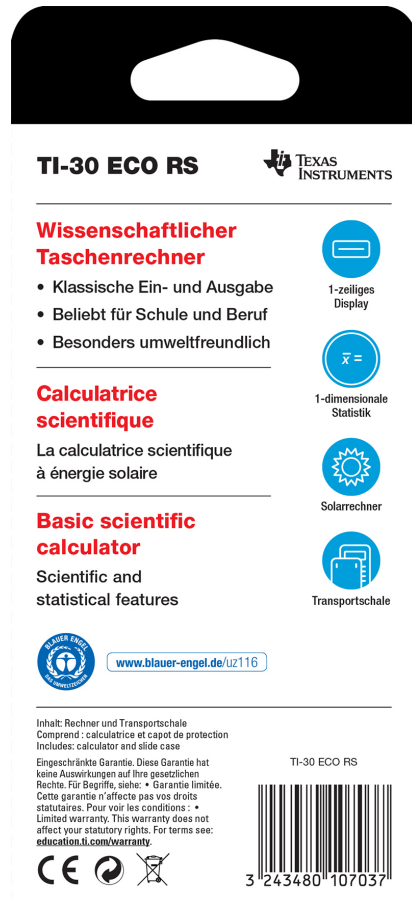 TI-30 ECO RS
TEXAS
INSTRUMENTS
Wissenschaftlicher
Taschenrechner
• Klassische Ein- und Ausgabe
• Beliebt für Schule und Beruf
• Besonders umweltfreundlich
Calculatrice
scientifique
La calculatrice scientifique
à énergie solaire
Basic scientific
calculator
Scientific and
statistical features
1-zeiliges
Display
x̅ =
1-dimensionale
Statistik
Solarrechner
Transportschale
BLAUER ENGEL
DAS UMWELTZEICHEN
www.blauer-engel.de/uz116
Inhalt: Rechner und Transportschale
Comprend : calculatrice et capot de protection
Includes: calculator and slide case
Eingeschränkte Garantie. Diese Garantie hat
keine Auswirkungen auf Ihre gesetzlichen
Rechte. Für Begriffe, siehe: • Garantie limitée.
Cette garantie n'affecte pas vos droits
statutaires. Pour voir les conditions : •
Limited warranty. This warranty does not
affect your statutory rights. For terms see:
education.ti.com/warranty.
CE
TI-30 ECO RS
3 243480 107037